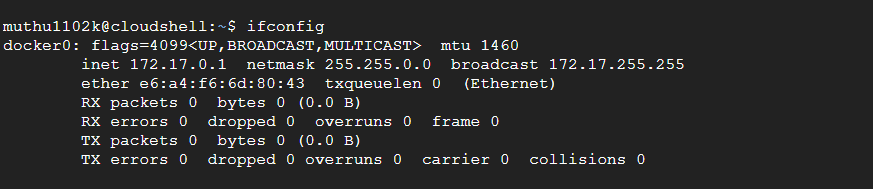 muthu1102k@cloudshell:~$ ifconfig
docker0: flags=4099<UP,BROADCAST,MULTICAST>  mtu 1460
        inet 172.17.0.1  netmask 255.255.0.0  broadcast 172.17.255.255
        ether e6:a4:f6:6d:80:43  txqueuelen 0  (Ethernet)
        RX packets 0  bytes 0 (0.0 B)
        RX errors 0  dropped 0  overruns 0  frame 0
        TX packets 0  bytes 0 (0.0 B)
        TX errors 0  dropped 0 overruns 0  carrier 0  collisions 0